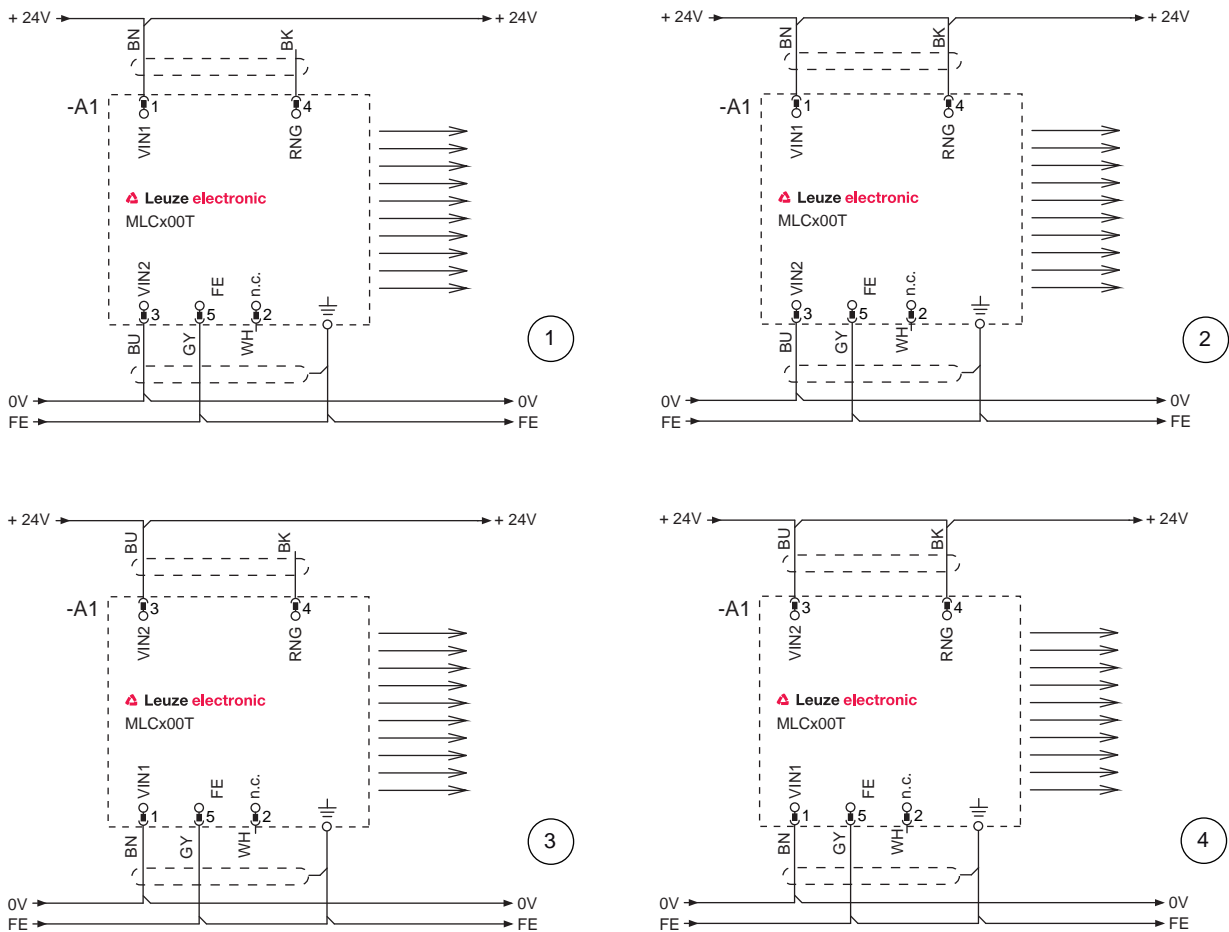 + 24V
+ 24V
BN
BK
-A1
1
4
VIN1
RNG
Leuze electronic
MLCx00T
VIN2
FE
n.c.
3
5
2
BU
GY
WH
1
0V
0V
FE
FE
+ 24V
+ 24V
BN
BK
-A1
1
4
VIN1
RNG
Leuze electronic
MLCx00T
VIN2
FE
n.c.
3
5
2
BU
GY
WH
2
0V
0V
FE
FE
+ 24V
+ 24V
BU
BK
-A1
3
4
VIN2
RNG
Leuze electronic
MLCx00T
VIN1
FE
n.c.
1
5
2
BN
GY
WH
3
0V
0V
FE
FE
+ 24V
+ 24V
BU
BK
-A1
3
4
VIN2
RNG
Leuze electronic
MLCx00T
VIN1
FE
n.c.
1
5
2
BN
GY
WH
4
0V
0V
FE
FE